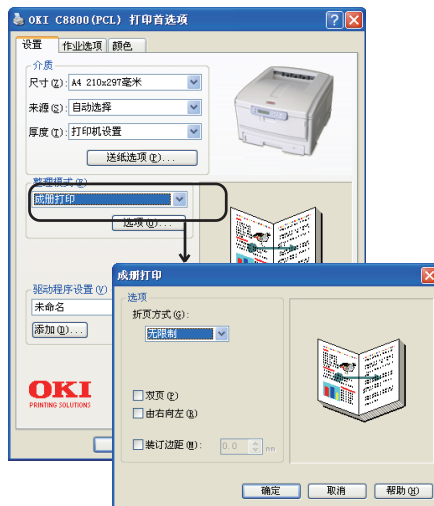 OKI C8800(PCL) 打印首选项
设置 作业选项 颜色
介质
尺寸(Z): A4 210x297毫米
来源(S): 自动选择
厚度(T): 打印机设置
送纸选项(P)...
整理模式(E)
成册打印
选项(O)...
驱动程序设置(V)
未命名
添加(D)...
OKI
PRINTING SOLUTIONS
成册打印
选项
折页方式(G):
无限制
双页(P)
由右向左(R)
装订边距(M): 0.0 mm
确定 取消 帮助(H)